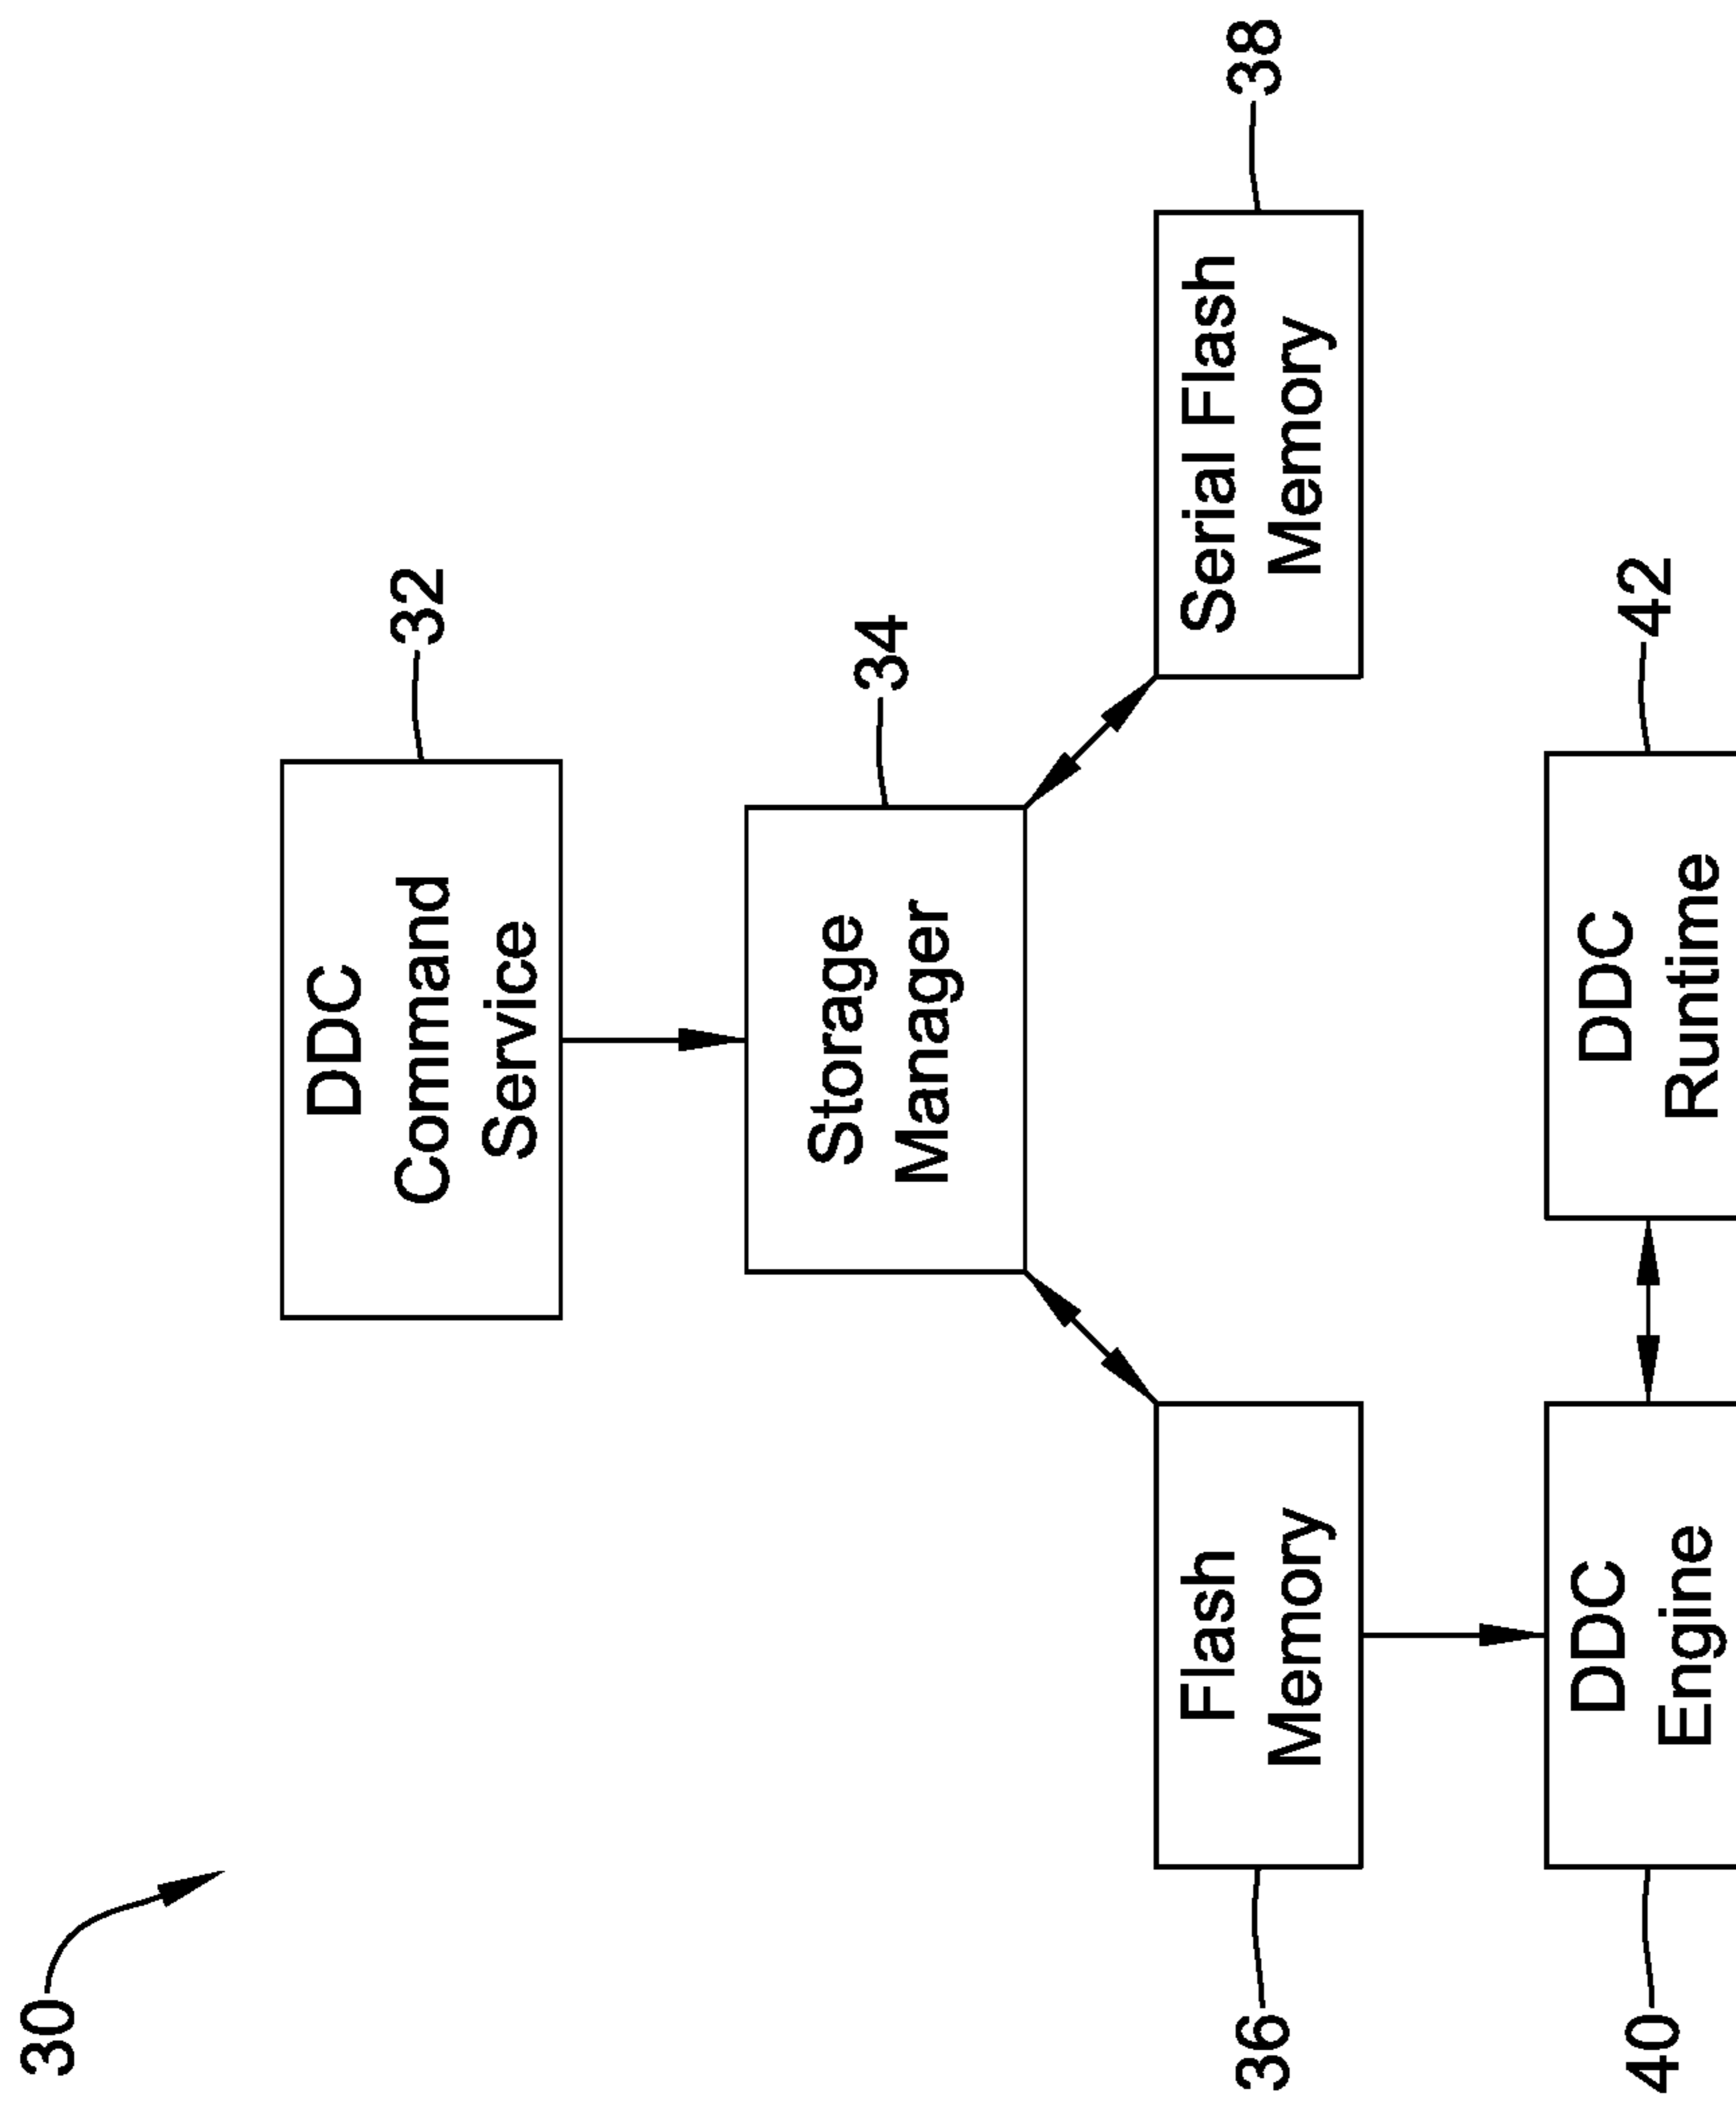 30
DDC
Command
Service
32
Storage
Manager
34
Flash
Memory
36
Serial Flash
Memory
38
DDC
Engine
40
DDC
Runtime
42